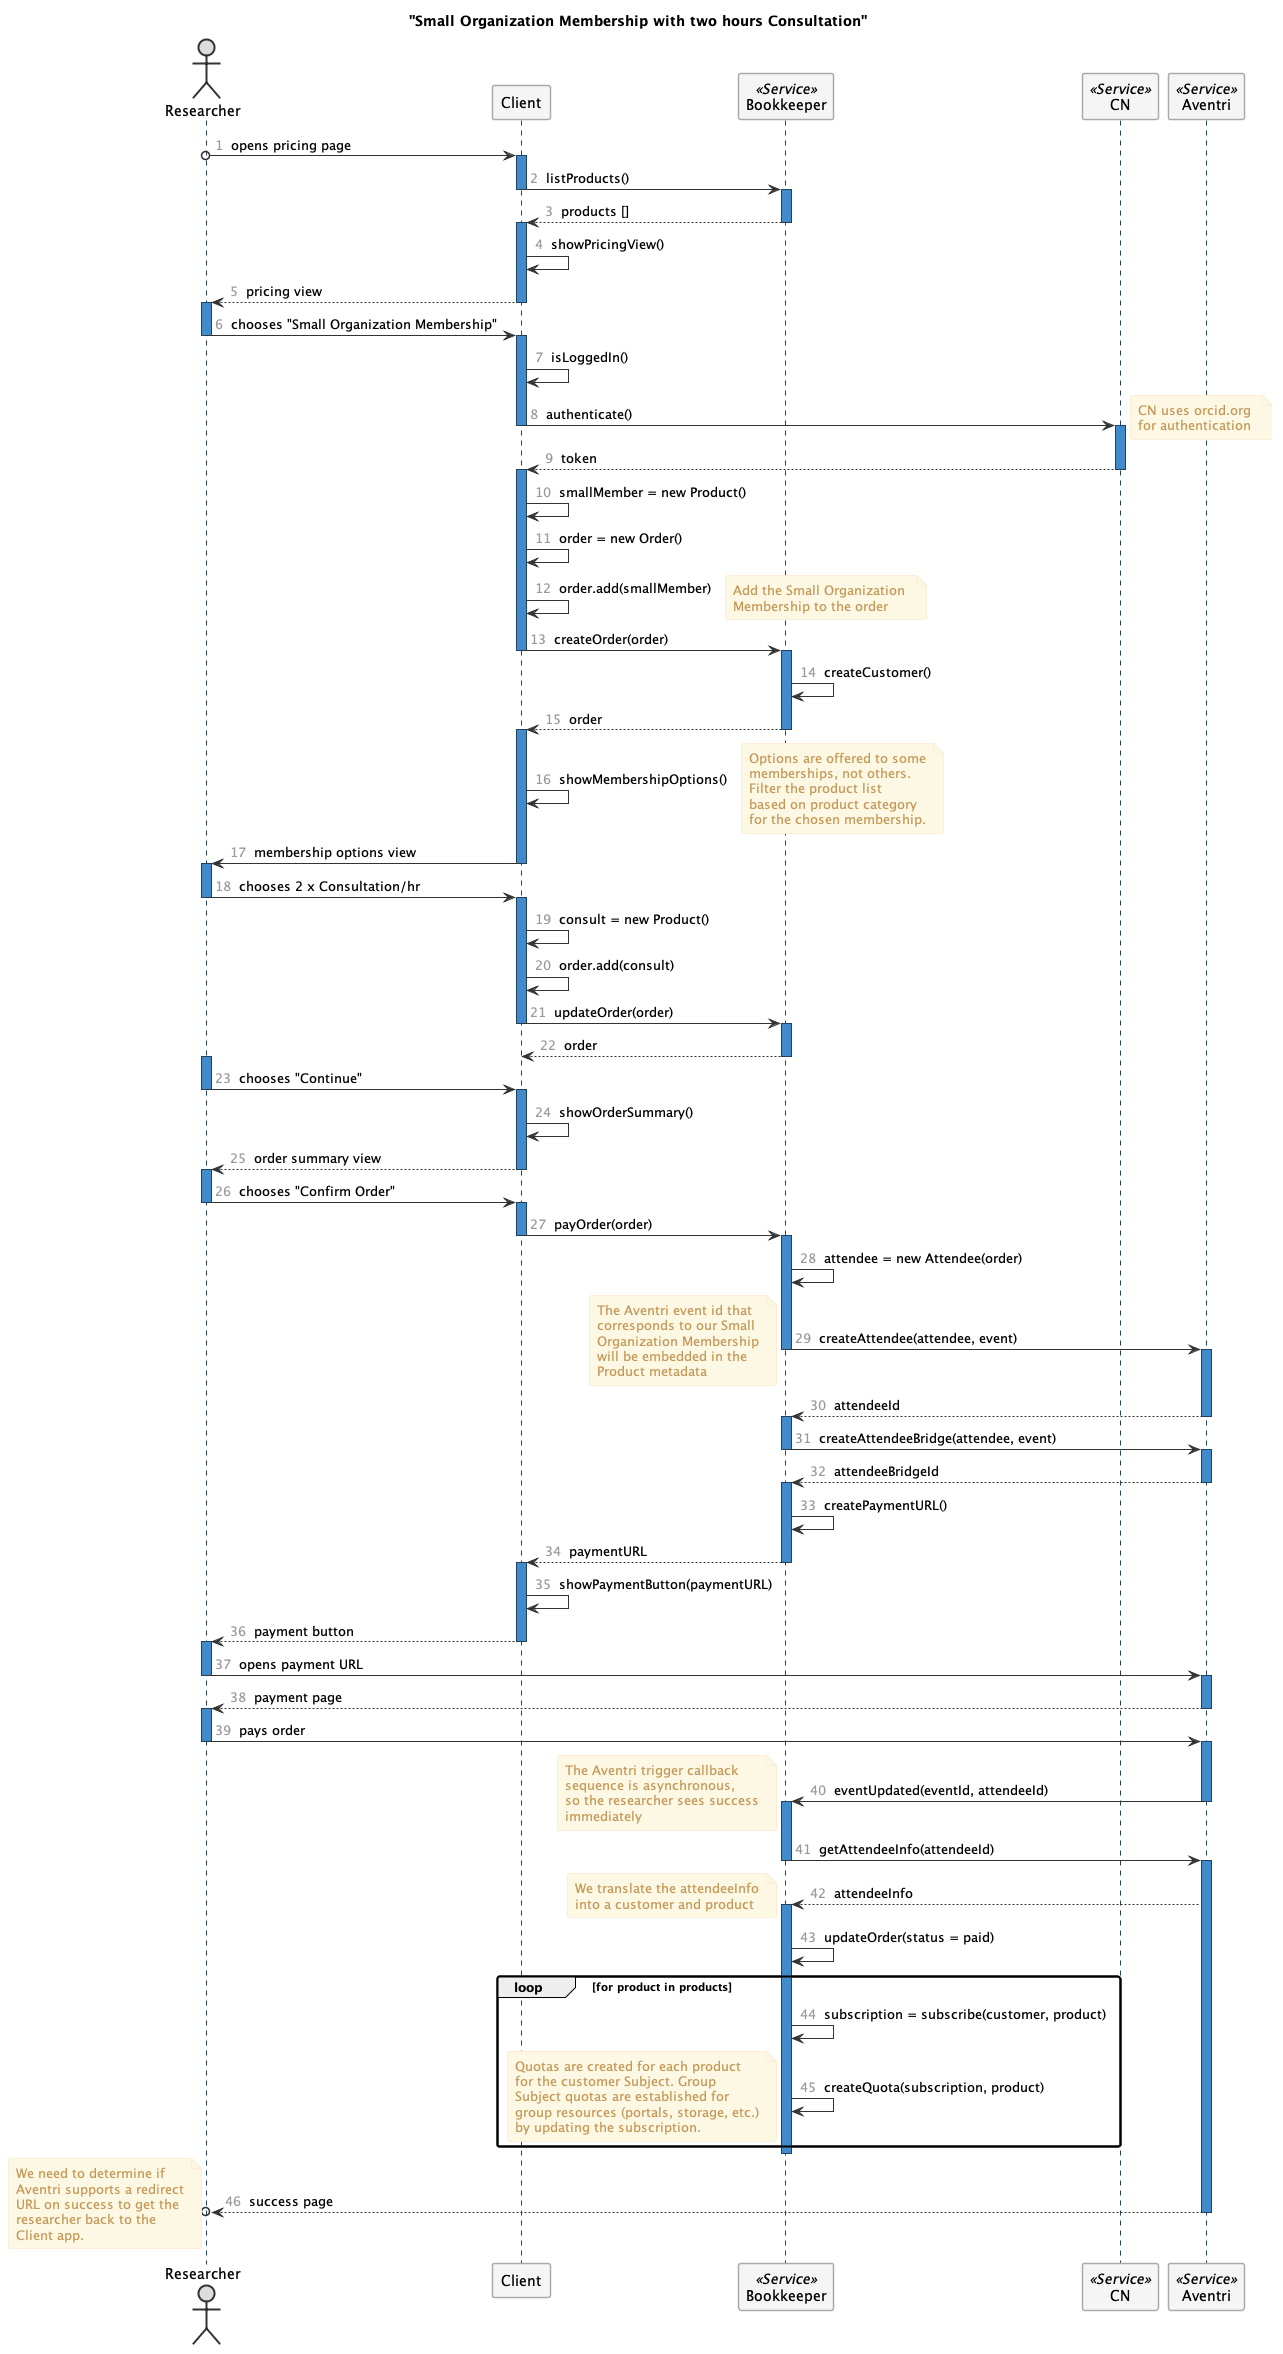 "Small Organization Membership with two hours Consultation"
Researcher
Client
«Service»
Bookkeeper
«Service»
CN
«Service»
Aventri
1 opens pricing page
2 listProducts()
3 products []
4 showPricingView()
5 pricing view
6 chooses "Small Organization Membership"
7 isLoggedIn()
8 authenticate()
CN uses orcid.org
for authentication
9 token
10 smallMember = new Product()
11 order = new Order()
12 order.add(smallMember)
Add the Small Organization
Membership to the order
13 createOrder(order)
14 createCustomer()
15 order
16 showMembershipOptions()
Options are offered to some
memberships, not others.
Filter the product list
based on product category
for the chosen membership.
17 membership options view
18 chooses 2 x Consultation/hr
19 consult = new Product()
20 order.add(consult)
21 updateOrder(order)
22 order
23 chooses "Continue"
24 showOrderSummary()
25 order summary view
26 chooses "Confirm Order"
27 payOrder(order)
28 attendee = new Attendee(order)
The Aventri event id that
corresponds to our Small
Organization Membership
will be embedded in the
Product metadata
29 createAttendee(attendee, event)
30 attendeeId
31 createAttendeeBridge(attendee, event)
32 attendeeBridgeId
33 createPaymentURL()
34 paymentURL
35 showPaymentButton(paymentURL)
36 payment button
37 opens payment URL
38 payment page
39 pays order
The Aventri trigger callback
sequence is asynchronous,
so the researcher sees success
immediately
40 eventUpdated(eventId, attendeeId)
41 getAttendeeInfo(attendeeId)
We translate the attendeeInfo
into a customer and product
42 attendeeInfo
43 updateOrder(status = paid)
loop [for product in products]
44 subscription = subscribe(customer, product)
Quotas are created for each product
for the customer Subject. Group
Subject quotas are established for
group resources (portals, storage, etc.)
by updating the subscription.
45 createQuota(subscription, product)
We need to determine if
Aventri supports a redirect
URL on success to get the
researcher back to the
Client app.
46 success page
Researcher
Client
«Service»
Bookkeeper
«Service»
CN
«Service»
Aventri